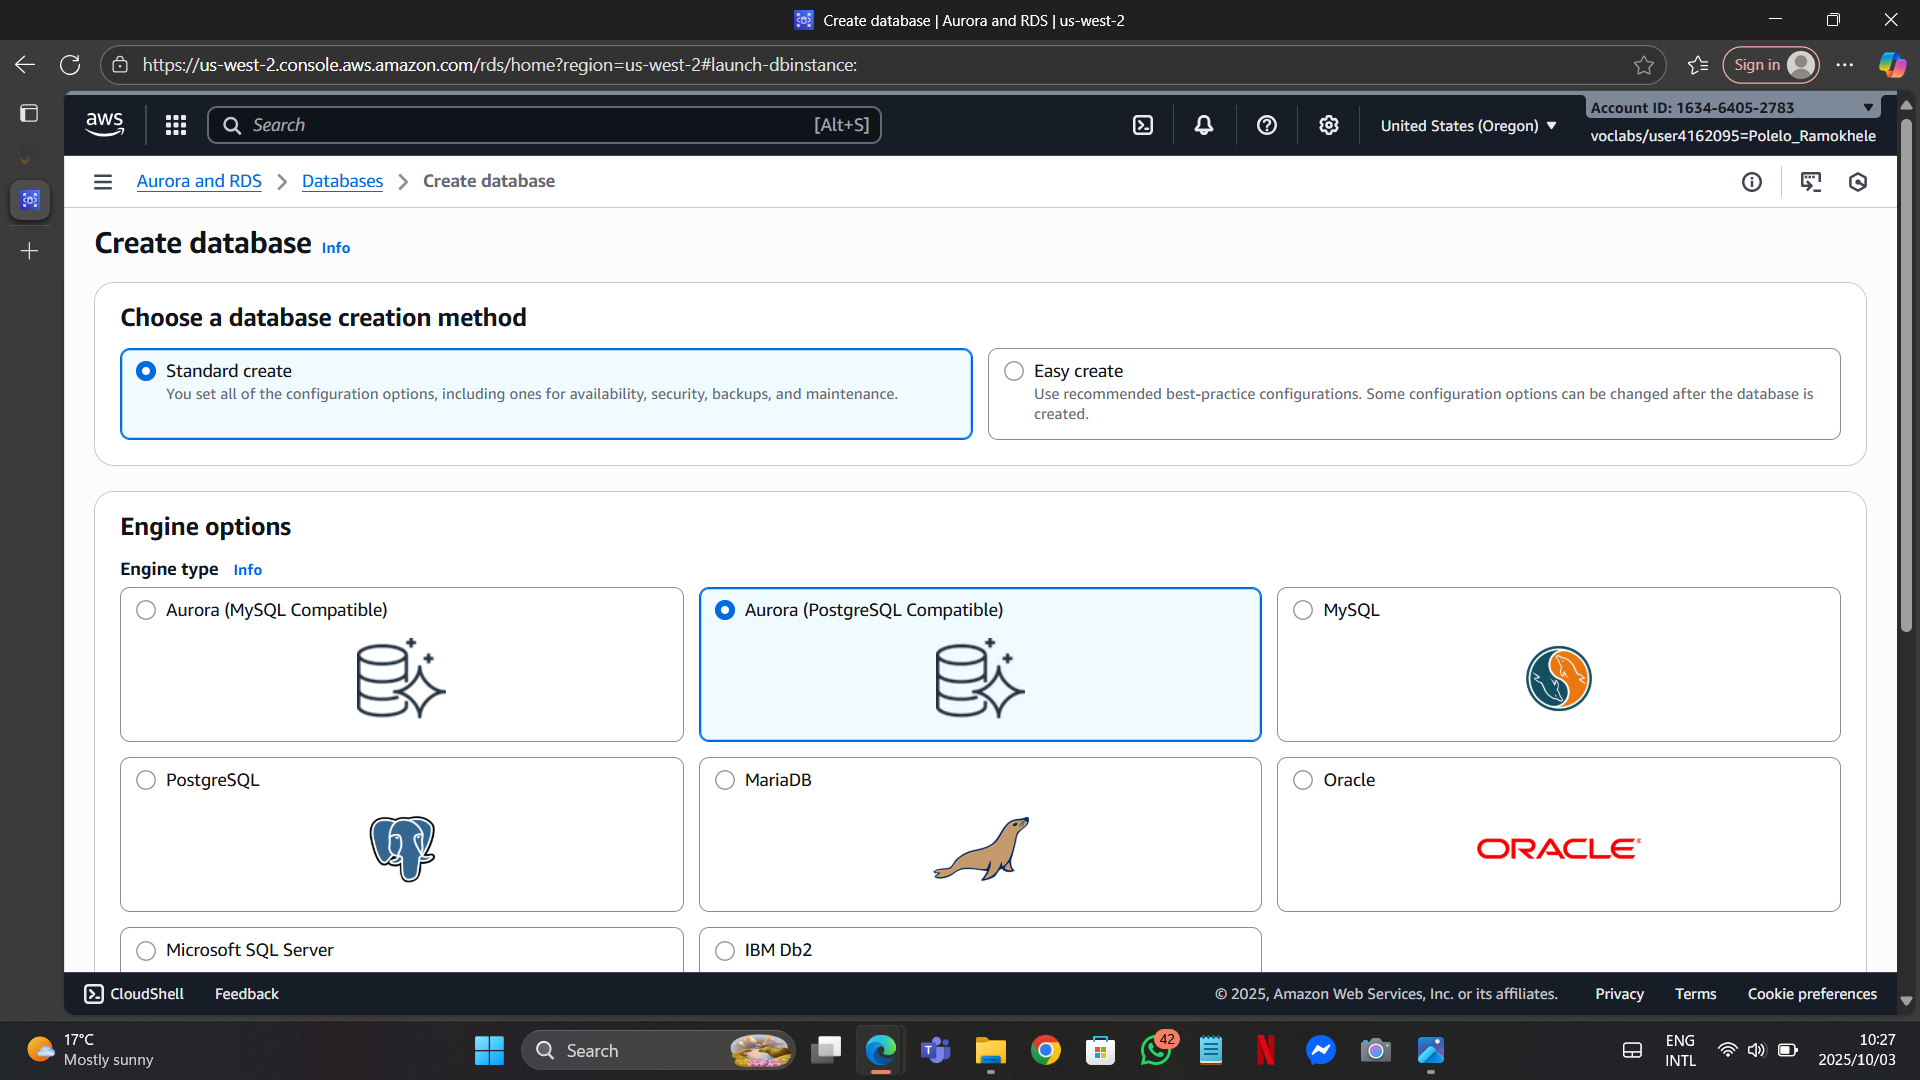 Create database | Aurora and RDS | us-west-2
https://us-west-2.console.aws.amazon.com/rds/home?region=us-west-2#launch-dbinstance:
Sign in
aws
Search
[Alt+S]
United States (Oregon)
Account ID: 1634-6405-2783
voclabs/user4162095=Polelo_Ramokhele
Aurora and RDS
Databases
Create database
Create database Info
Choose a database creation method
Standard create
You set all of the configuration options, including ones for availability, security, backups, and maintenance.
Easy create
Use recommended best-practice configurations. Some configuration options can be changed after the database is
created.
Engine options
Engine type Info
Aurora (MySQL Compatible)
Aurora (PostgreSQL Compatible)
MySQL
PostgreSQL
MariaDB
Oracle
ORACLE
Microsoft SQL Server
IBM Db2
CloudShell
Feedback
© 2025, Amazon Web Services, Inc. or its affiliates.
Privacy
Terms
Cookie preferences
17°C
Mostly sunny
Search
42
ENG
INTL
10:27
2025/10/03